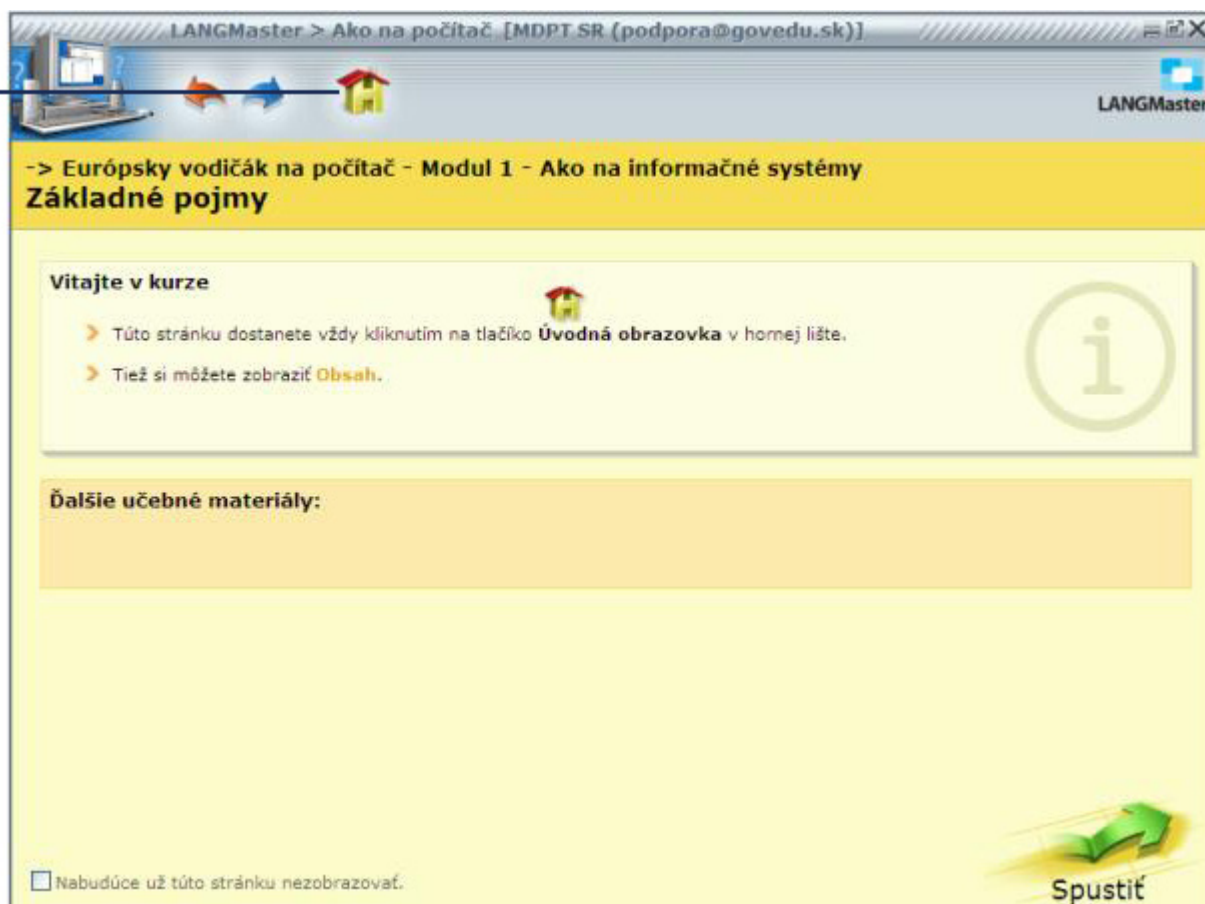 LANGMaster > Ako na počítač [MDPT SR (podpora@govedu.sk)]
LANGMaster
-> Európsky vodičák na počítač - Modul 1 - Ako na informačné systémy
Základné pojmy
Vitajte v kurze
Túto stránku dostanete vždy kliknutím na tlačíko Úvodná obrazovka v hornej lište.
Tiež si môžete zobraziť Obsah.
Ďalšie učebné materiály:
Nabudúce už túto stránku nezobrazovať.
Spustiť